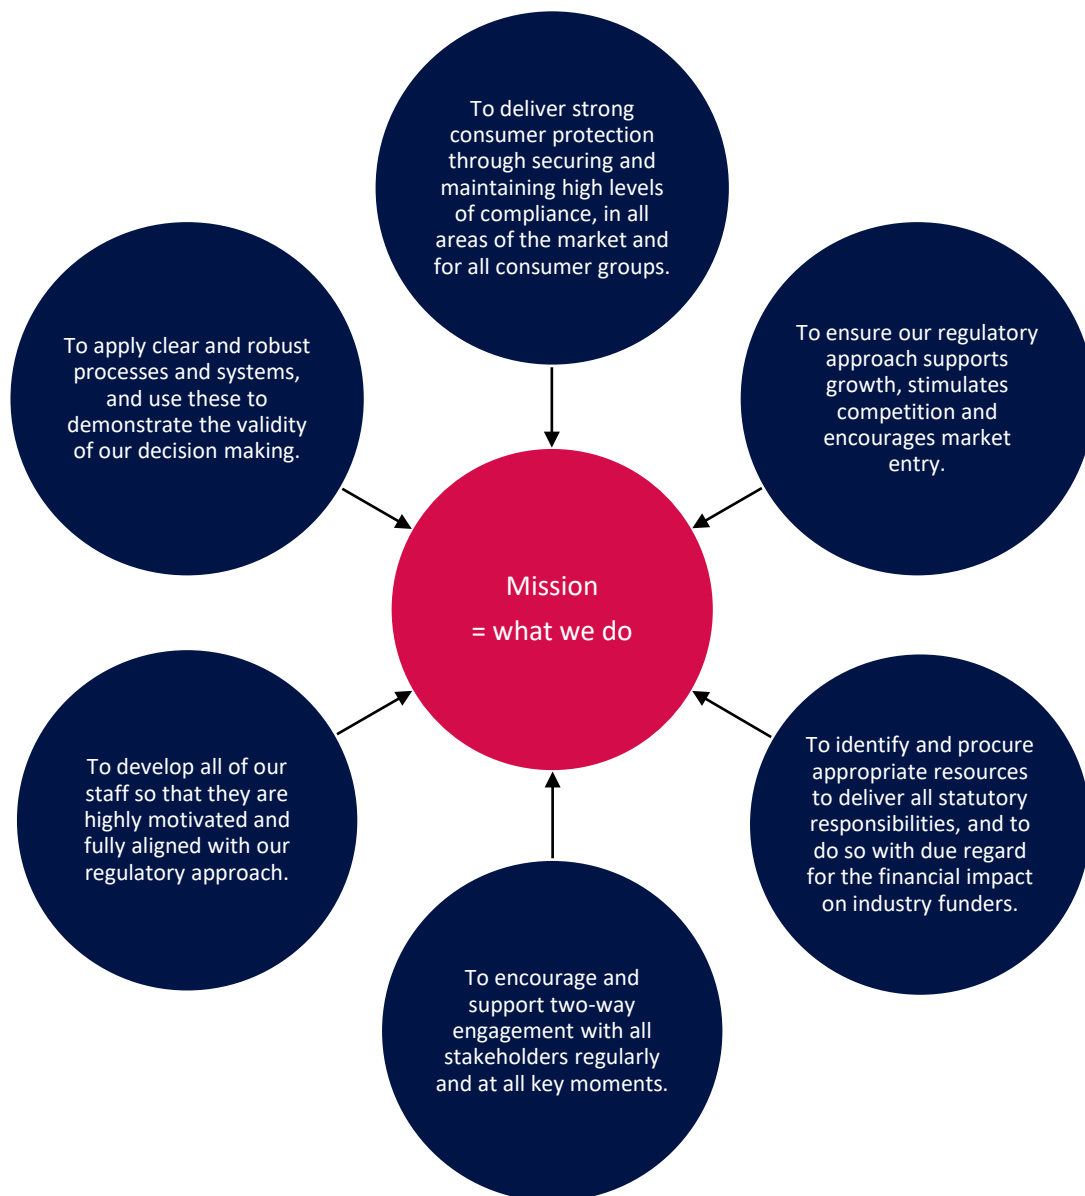 To deliver strong
consumer protection
through securing and
maintaining high levels
of compliance, in all
areas of the market and
for all consumer groups.
To ensure our regulatory
approach supports
growth, stimulates
competition and
encourages market
entry.
To identify and procure
appropriate resources
to deliver all statutory
responsibilities, and to
do so with due regard
for the financial impact
on industry funders.
To encourage and
support two-way
engagement with all
stakeholders regularly
and at all key moments.
To develop all of our
staff so that they are
highly motivated and
fully aligned with our
regulatory approach.
To apply clear and robust
processes and systems,
and use these to
demonstrate the validity
of our decision making.
Mission
= what we do